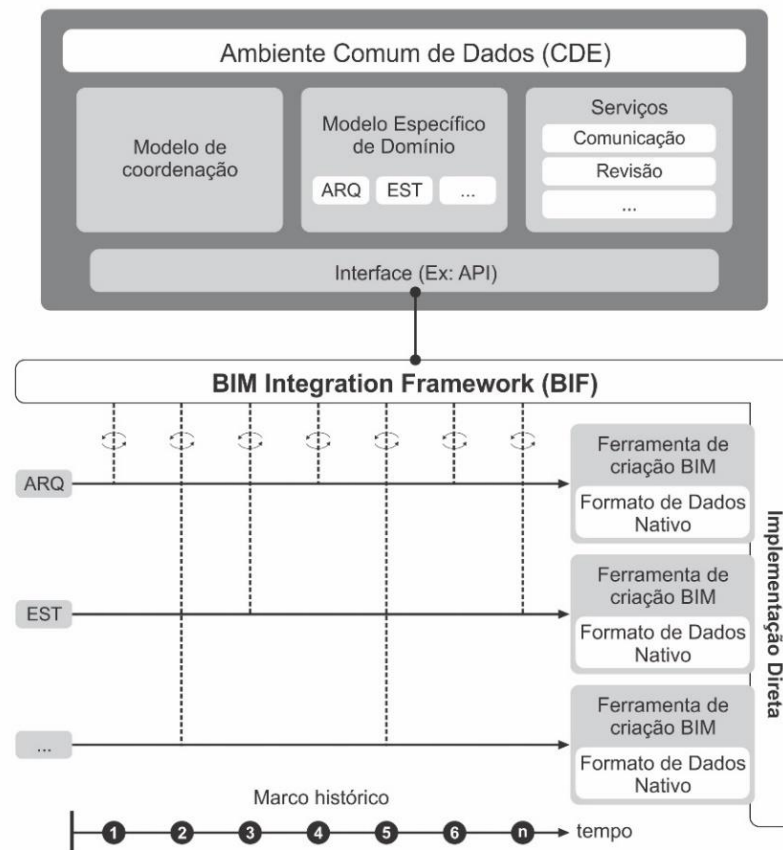 Ambiente Comum de Dados (CDE)
Modelo de
coordenação
Modelo Específico
de Domínio
ARQ
EST
...
Serviços
Comunicação
Revisão
...
Interface (Ex: API)
BIM Integration Framework (BIF)
ARQ
Ferramenta de
criação BIM
Formato de Dados
Nativo
EST
Ferramenta de
criação BIM
Formato de Dados
Nativo
...
Ferramenta de
criação BIM
Formato de Dados
Nativo
Implementação Direta
Marco histórico
1 2 3 4 5 6 n tempo